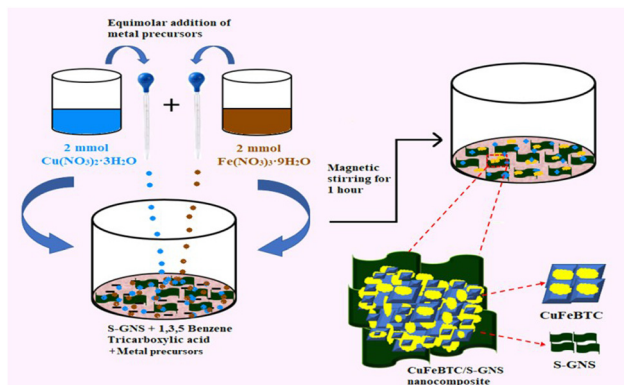 Equimolar addition of
metal precursors
2 mmol
Cu(NO₃)₂·3H₂O
+
2 mmol
Fe(NO₃)₃·9H₂O
Magnetic
stirring for
1 hour
S-GNS + 1,3,5 Benzene
Tricarboxylic acid
+Metal precursors
CuFeBTC
S-GNS
CuFeBTC/S-GNS
nanocomposite